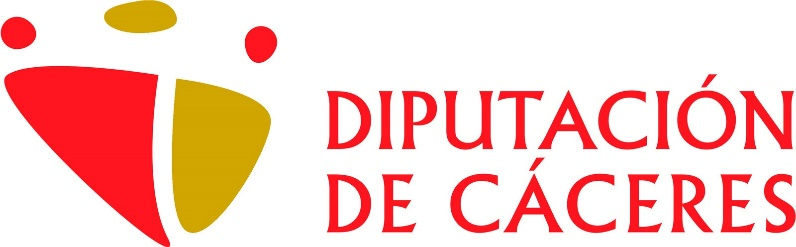 DIPUTACIÓN
DE CÁCERES